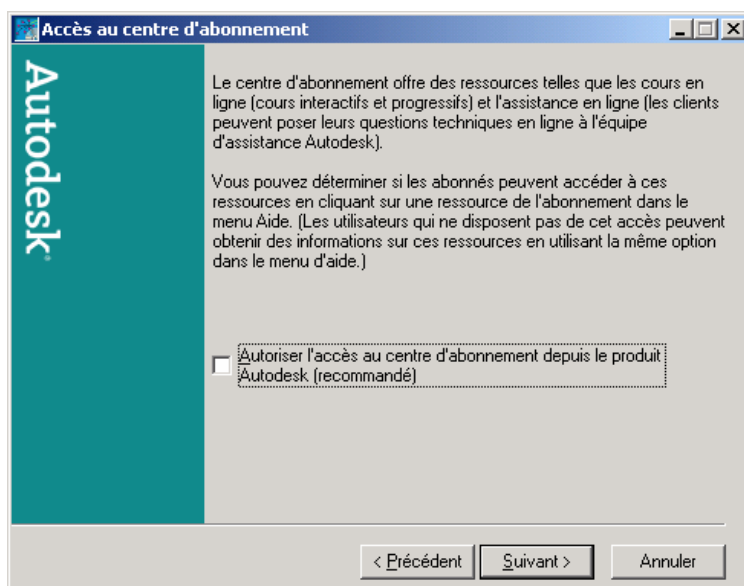 Accès au centre d'abonnement
Autodesk
Le centre d'abonnement offre des ressources telles que les cours en
ligne (cours interactifs et progressifs) et l'assistance en ligne (les clients
peuvent poser leurs questions techniques en ligne à l'équipe
d'assistance Autodesk).
Vous pouvez déterminer si les abonnés peuvent accéder à ces
ressources en cliquant sur une ressource de l'abonnement dans le
menu Aide. (Les utilisateurs qui ne disposent pas de cet accès peuvent
obtenir des informations sur ces ressources en utilisant la même option
dans le menu d'aide.)
Autoriser l'accès au centre d'abonnement depuis le produit
Autodesk (recommandé)
< Précédent
Suivant >
Annuler